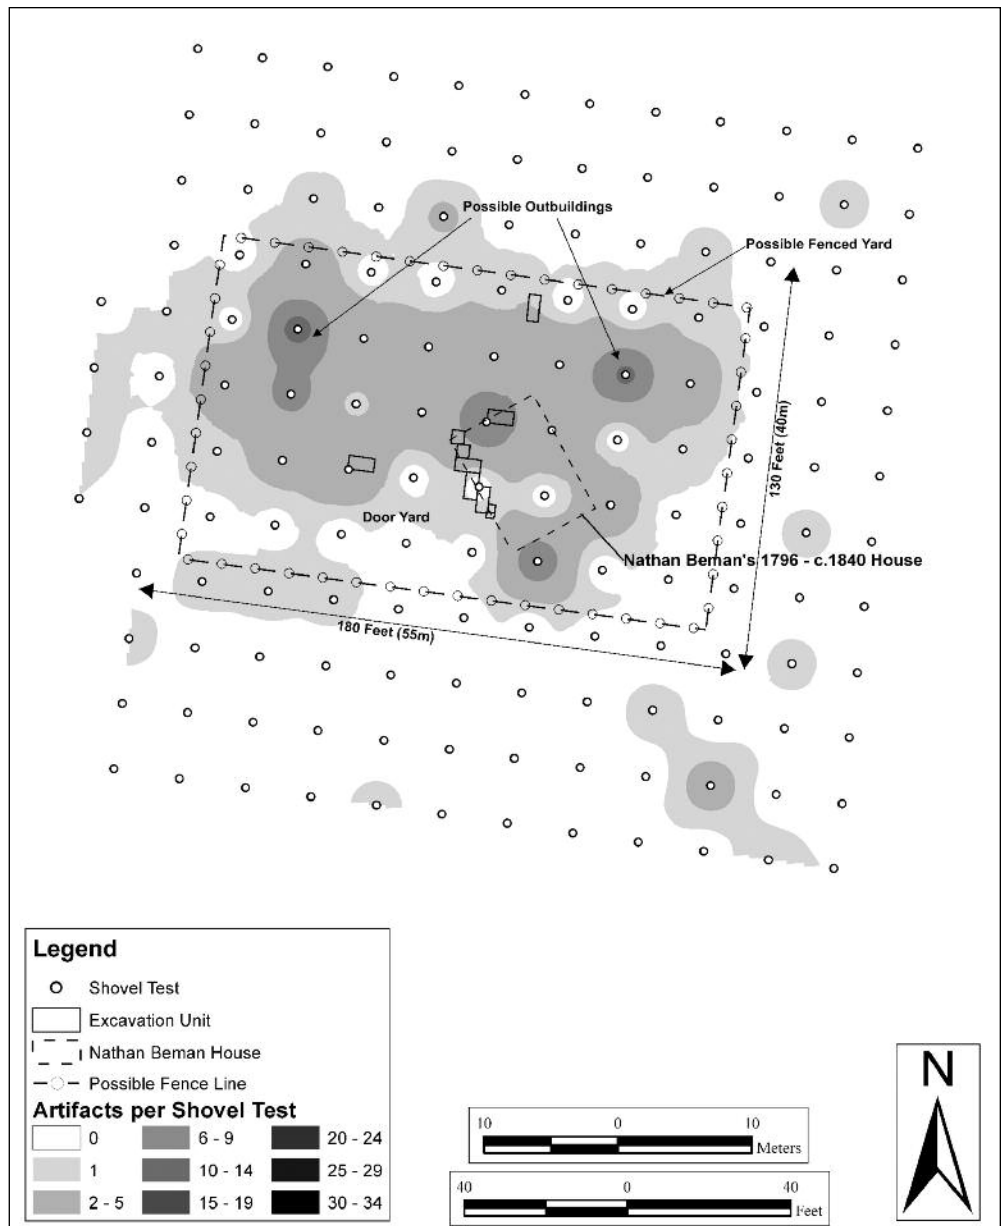 Possible Outbuildings
Possible Fenced Yard
130 Feet (40m)
Door Yard
Nathan Beman's 1796 - c.1840 House
180 Feet (55m)
Legend
Shovel Test
Excavation Unit
Nathan Beman House
Possible Fence Line
Artifacts per Shovel Test
0 6 - 9 20 - 24
1 10 - 14 25 - 29
2 - 5 15 - 19 30 - 34
10 0 10
Meters
40 0 40
Feet
N